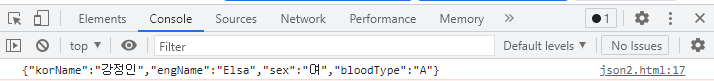 Elements Console Sources Network Performance Memory » 1
top Filter Default levels No Issues
{"korName":"강정인","engName":"Elsa","sex":"여","bloodType":"A"} json2.html:17